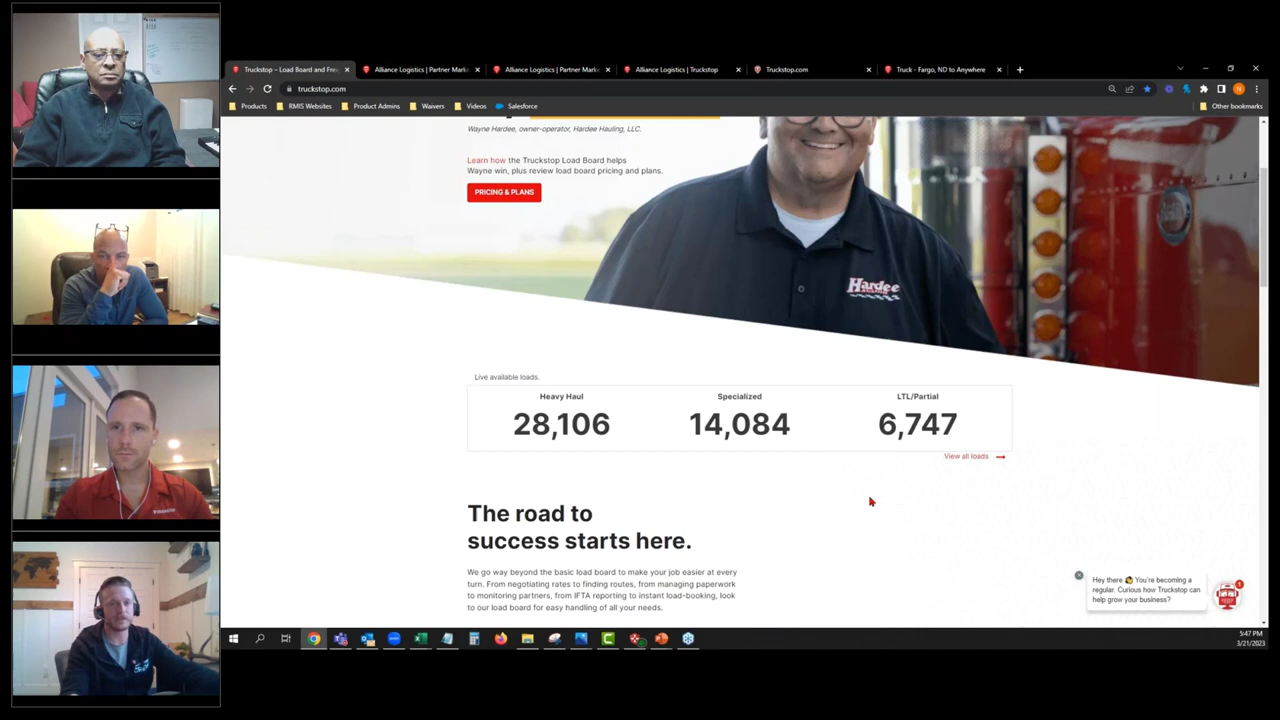 Truckstop – Load Board and Fre
Alliance Logistics | Partner Mark
Alliance Logistics | Partner Mark
Alliance Logistics | Truckstop
Truckstop.com
Truck - Fargo, ND to Anywhere
truckstop.com
Products
RMIS Websites
Product Admins
Waivers
Videos
Salesforce
Other bookmarks
Wayne Hardee, owner-operator, Hardee Hauling, LLC.
Learn how the Truckstop Load Board helps
Wayne win, plus review load board pricing and plans.
PRICING & PLANS
Hardee
Live available loads.
Heavy Haul
Specialized
LTL/Partial
28,106
14,084
6,747
View all loads
The road to
success starts here.
We go way beyond the basic load board to make your job easier at every
turn. From negotiating rates to finding routes, from managing paperwork
to monitoring partners, from IFTA reporting to instant load-booking, look
to our load board for easy handling of all your needs.
Hey there You're becoming a
regular. Curious how Truckstop can
help grow your business?
1
5:47 PM
3/21/2023